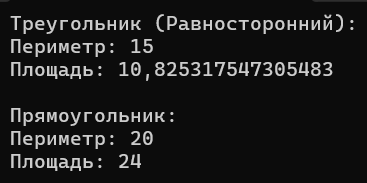 Треугольник (Равносторонний):
Периметр: 15
Площадь: 10,825317547305483
Прямоугольник:
Периметр: 20
Площадь: 24